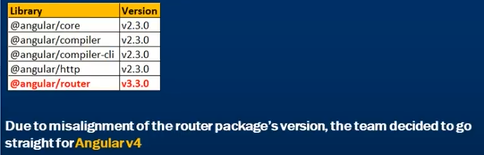 Library Version
@angular/core v2.3.0
@angular/compiler v2.3.0
@angular/compiler-cli v2.3.0
@angular/http v2.3.0
@angular/router v3.3.0
Due to misalignment of the router package's version, the team decided to go
straight for Angular v4